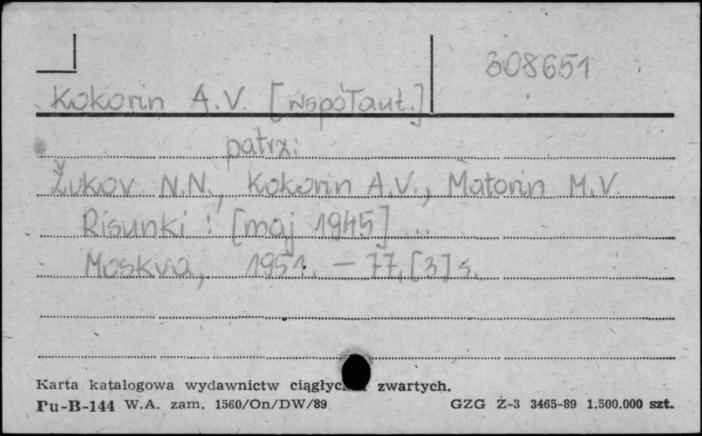 308651
Kokorin A.V. [współaut.]
patrz:
Žukov N.N., Kokorin A.V., Matorin M.V.
Risunki : [maj 1945] ...
Moskva, 1951. – 77, [3] s.
Karta katalogowa wydawnictw ciągłych zwartych.
Pu-B-144 W.A. zam. 1560/On/DW/89 GZG Ż-3 3465-89 1.500.000 szt.